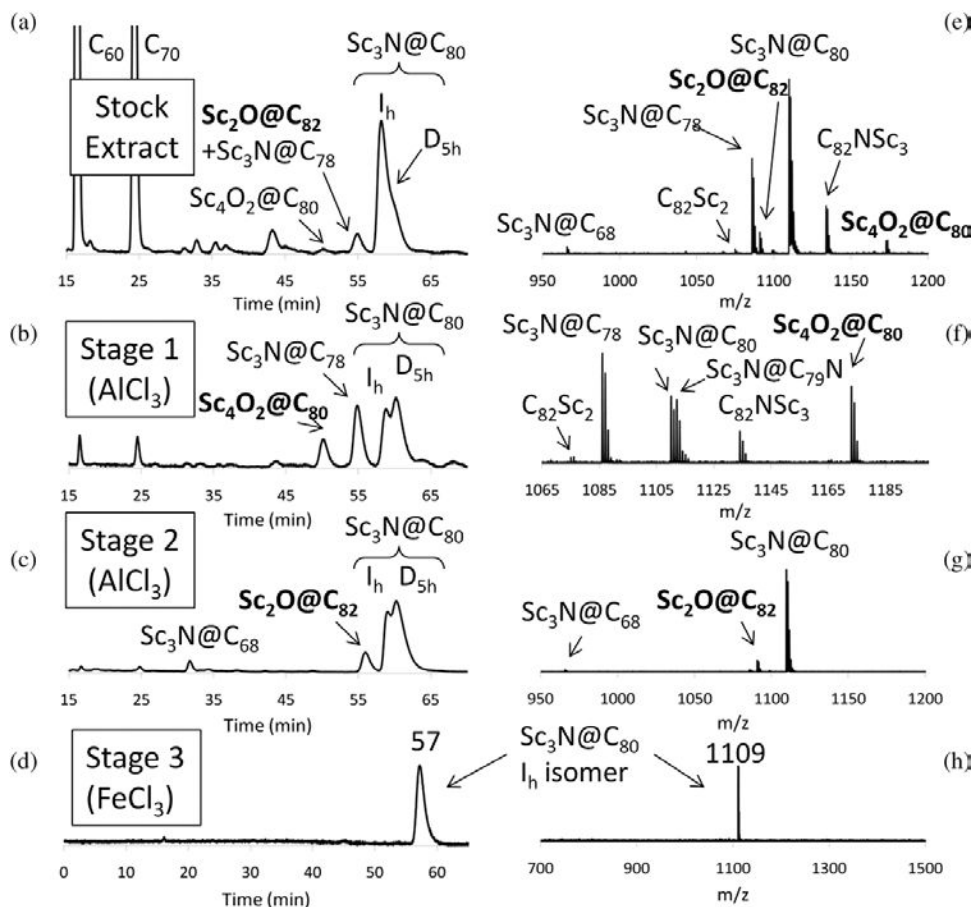 (a)
C₆₀
C₇₀
Stock
Extract
Sc₂O@C₈₂
+Sc₃N@C₇₈
Sc₄O₂@C₈₀
Sc₃N@C₈₀
Iₕ
D₅ₕ
15 25 35 45 55 65
Time (min)
(e)
Sc₃N@C₈₀
Sc₂O@C₈₂
Sc₃N@C₇₈
C₈₂NSc₃
C₈₂Sc₂
Sc₃N@C₆₈
Sc₄O₂@C₈₀
950 1000 1050 1100 1150 1200
m/z
(b)
Stage 1
(AlCl₃)
Sc₃N@C₈₀
Sc₃N@C₇₈
Iₕ
D₅ₕ
Sc₄O₂@C₈₀
15 25 35 45 55 65
Time (min)
(f)
Sc₃N@C₇₈
Sc₃N@C₈₀
Sc₄O₂@C₈₀
Sc₃N@C₇₉N
C₈₂Sc₂
C₈₂NSc₃
1065 1085 1105 1125 1145 1165 1185
m/z
(c)
Stage 2
(AlCl₃)
Sc₃N@C₈₀
Iₕ
D₅ₕ
Sc₂O@C₈₂
Sc₃N@C₆₈
15 25 35 45 55 65
Time (min)
(g)
Sc₃N@C₈₀
Sc₂O@C₈₂
Sc₃N@C₆₈
950 1000 1050 1100 1150 1200
m/z
(d)
Stage 3
(FeCl₃)
57
Sc₃N@C₈₀
Iₕ isomer
0 10 20 30 40 50 60
Time (min)
(h)
1109
700 900 1100 1300 1500
m/z